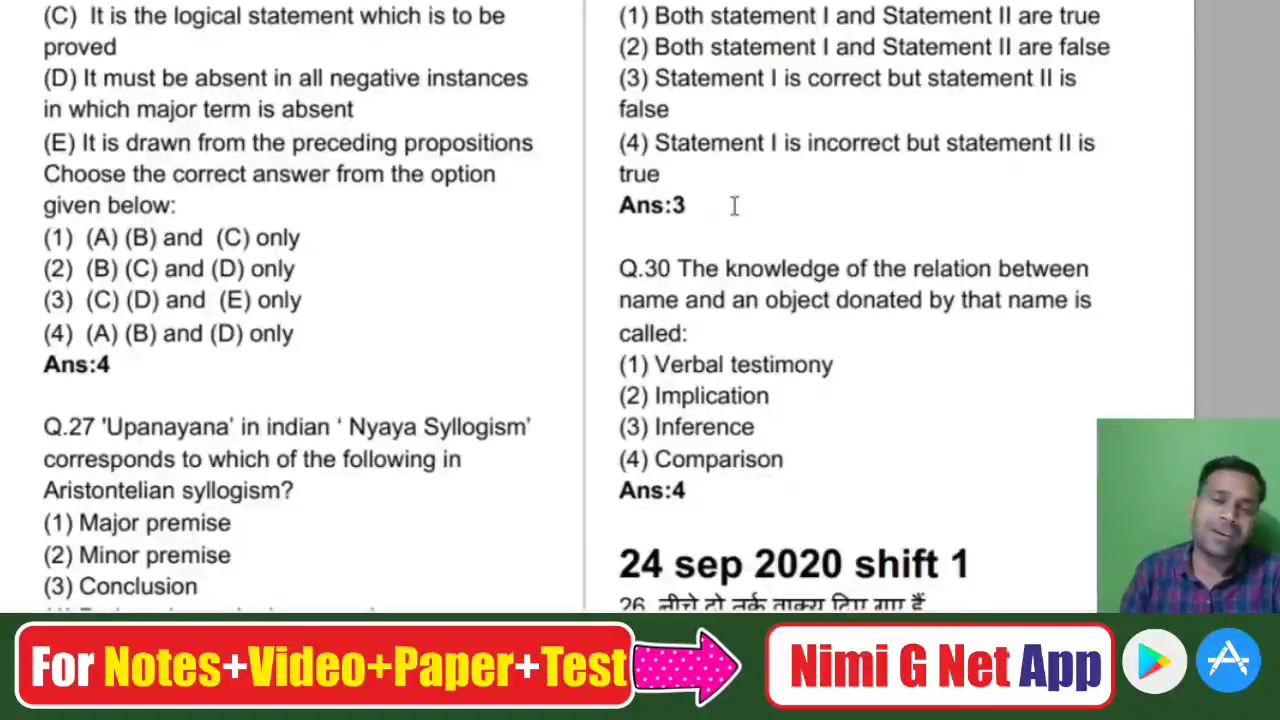 (C) It is the logical statement which is to be
proved
(D) It must be absent in all negative instances
in which major term is absent
(E) It is drawn from the preceding propositions
Choose the correct answer from the option
given below:
(1) (A) (B) and (C) only
(2) (B) (C) and (D) only
(3) (C) (D) and (E) only
(4) (A) (B) and (D) only
Ans:4
Q.27 'Upanayana' in indian ‘ Nyaya Syllogism’
corresponds to which of the following in
Aristontelian syllogism?
(1) Major premise
(2) Minor premise
(3) Conclusion
(1) Both statement I and Statement II are true
(2) Both statement I and Statement II are false
(3) Statement I is correct but statement II is
false
(4) Statement I is incorrect but statement II is
true
Ans:3
Q.30 The knowledge of the relation between
name and an object donated by that name is
called:
(1) Verbal testimony
(2) Implication
(3) Inference
(4) Comparison
Ans:4
24 sep 2020 shift 1
26. नीचे दो तर्क वाक्य दिए गए हैं
For Notes+Video+Paper+Test
Nimi G Net App